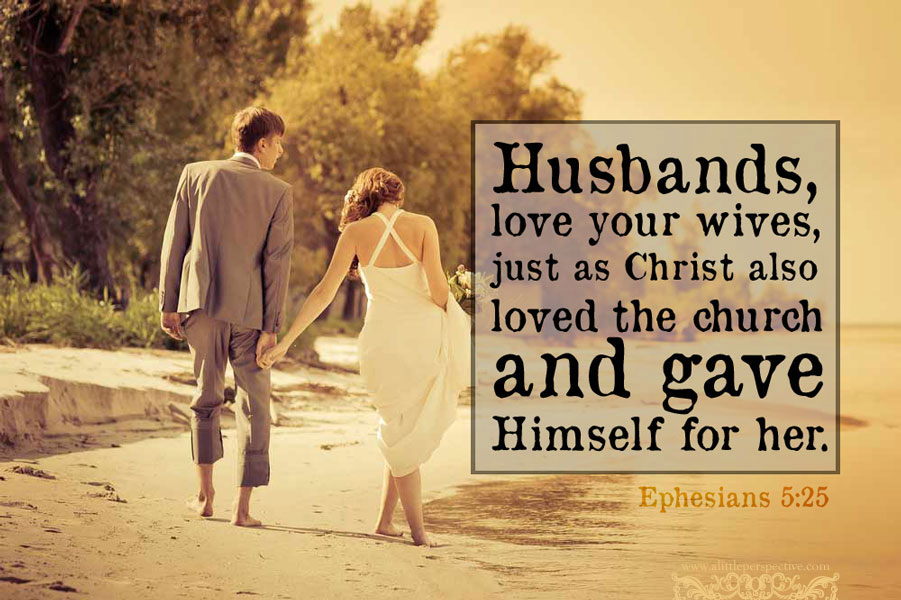 Husbands,
love your wives,
just as Christ also
loved the church
and gave
Himself for her.
Ephesians 5:25
www.alittleperspective.com